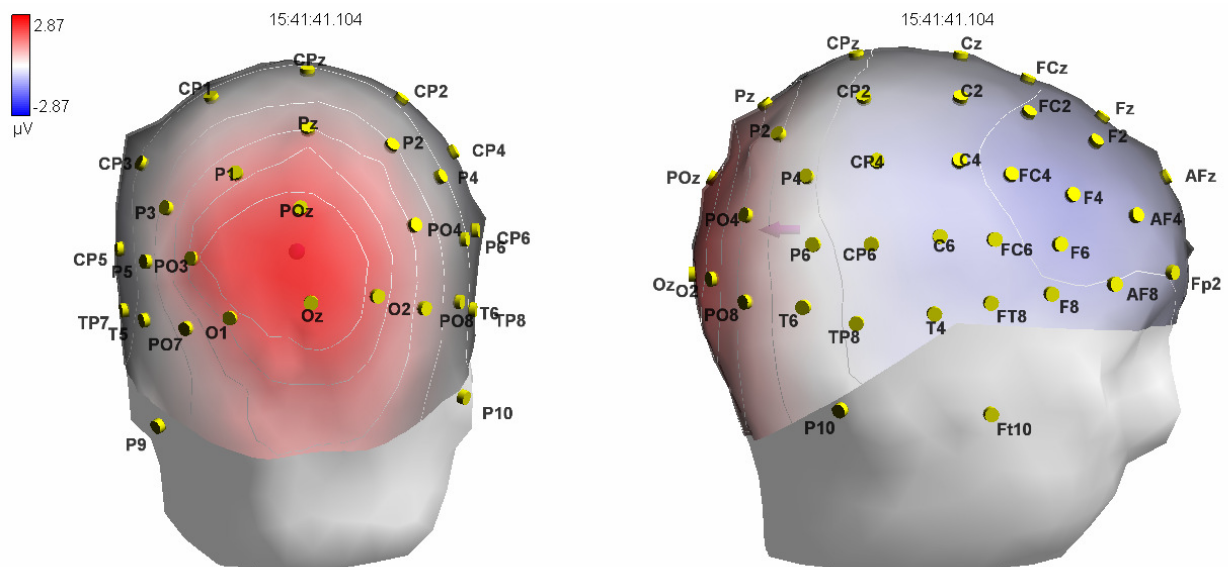 2.87
-2.87
μV
15:41:41.104
CPz
CP1
CP2
Pz
P2
CP4
CP3
P1
P4
P3
POz
PO4
CP6
P6
CP5
P5
PO3
O2
Oz
PO8
T6
TP8
TP7
T5
PO7
O1
P10
P9
15:41:41.104
CPz
Cz
FCz
Pz
CP2
C2
FC2
Fz
P2
F2
POz
P4
CP4
C4
FC4
F4
AFz
PO4
AF4
P6
CP6
C6
FC6
F6
Oz
O2
PO8
T6
TP8
T4
FT8
F8
AF8
Fp2
P10
Ft10